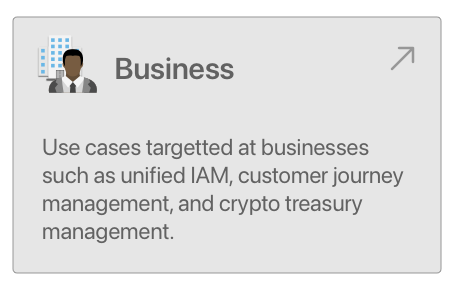 Business
Use cases targetted at businesses
such as unified IAM, customer journey
management, and crypto treasury
management.